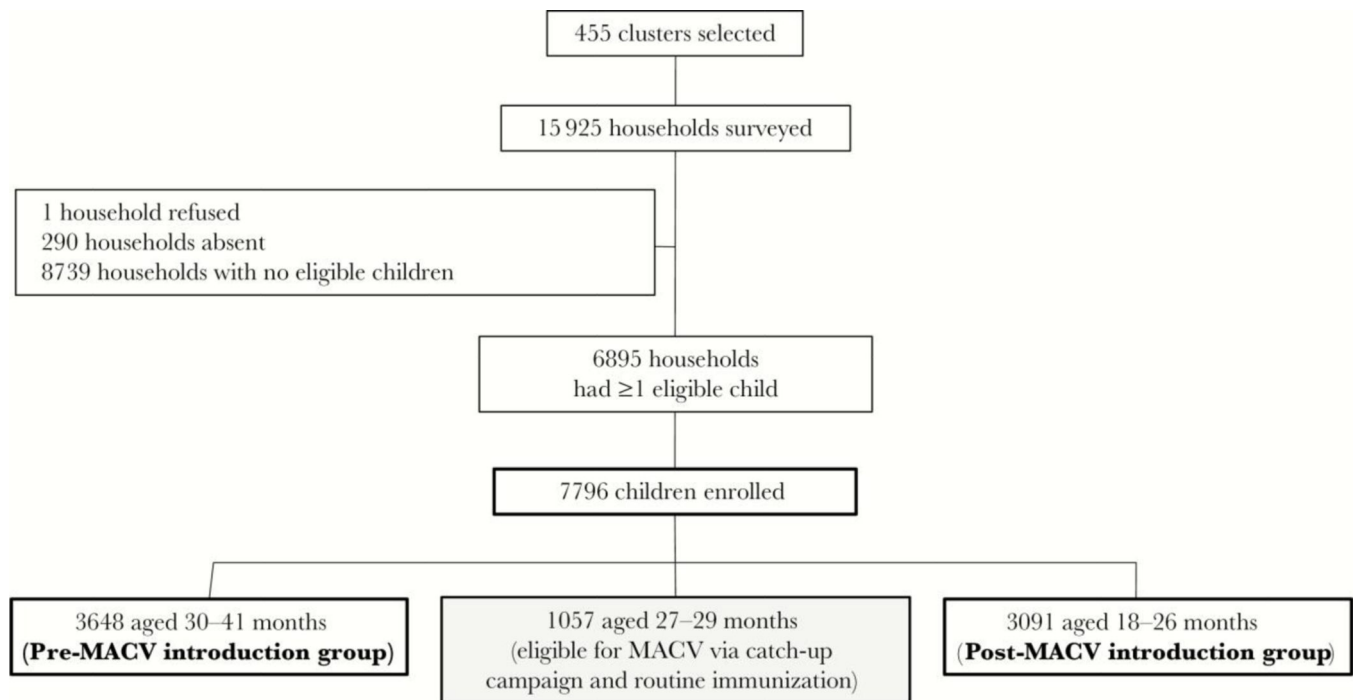 455 clusters selected
15 925 households surveyed
1 household refused
290 households absent
8739 households with no eligible children
6895 households
had ≥1 eligible child
7796 children enrolled
3648 aged 30–41 months
(Pre-MACV introduction group)
1057 aged 27–29 months
(eligible for MACV via catch-up
campaign and routine immunization)
3091 aged 18–26 months
(Post-MACV introduction group)